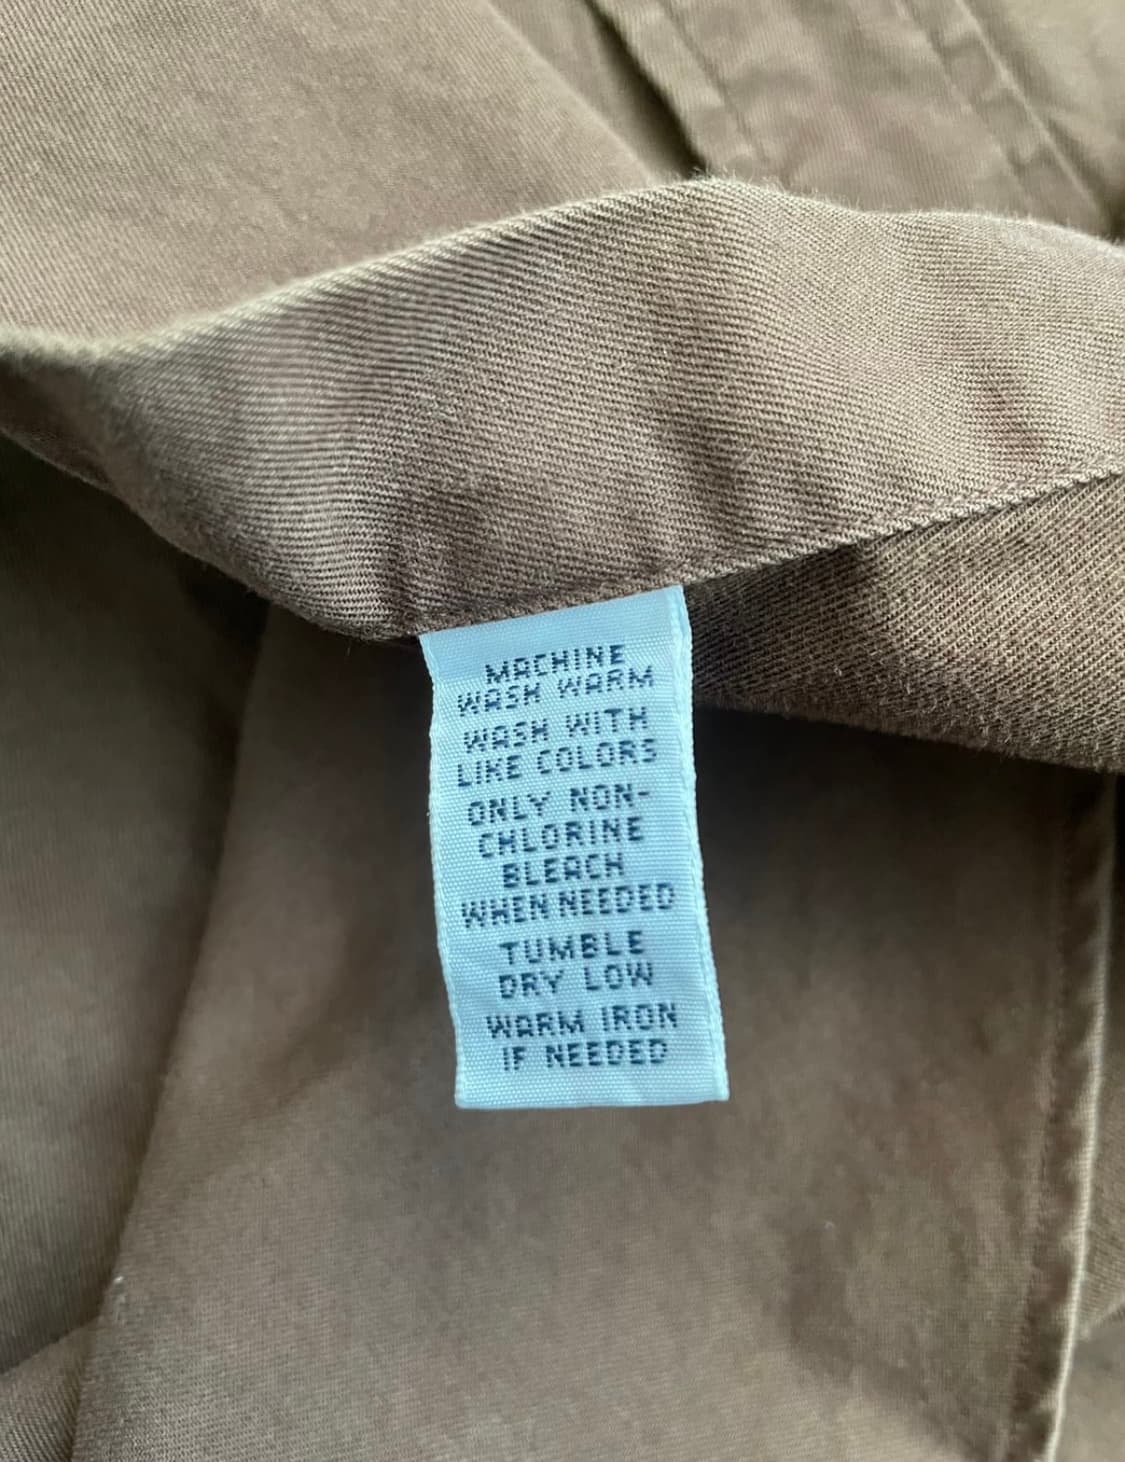 MACHINE
WASH WARM
WASH WITH
LIKE COLORS
ONLY NON-
CHLORINE
BLEACH
WHEN NEEDED
TUMBLE
DRY LOW
WARM IRON
IF NEEDED